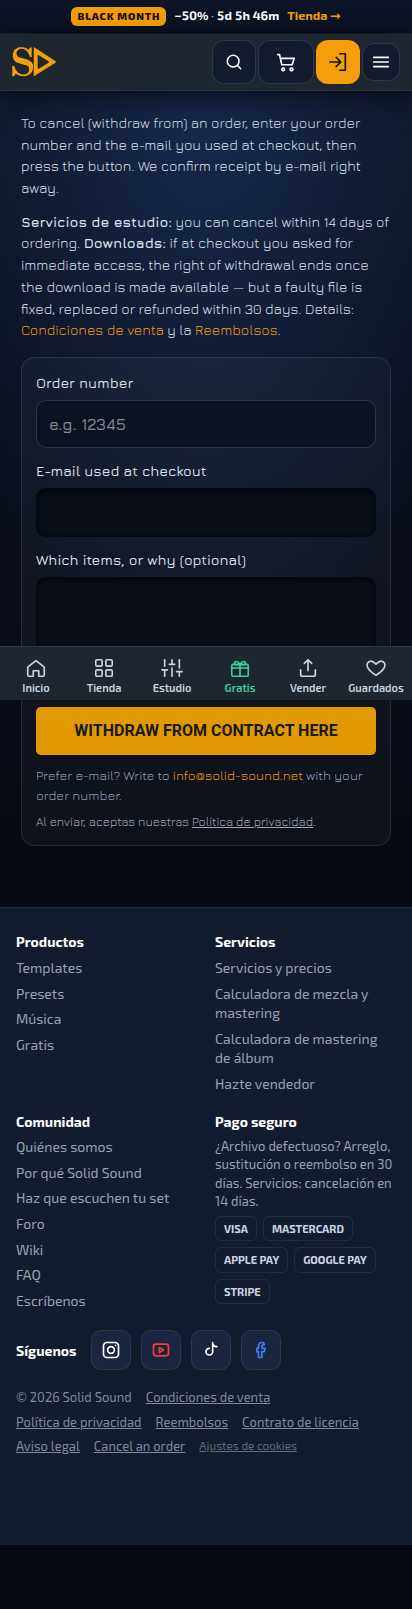 BLACK MONTH −50% · 5d 5h 46m Tienda →
To cancel (withdraw from) an order, enter your order
number and the e-mail you used at checkout, then
press the button. We confirm receipt by e-mail right
away.
Servicios de estudio: you can cancel within 14 days of
ordering. Downloads: if at checkout you asked for
immediate access, the right of withdrawal ends once
the download is made available — but a faulty file is
fixed, replaced or refunded within 30 days. Details:
Condiciones de venta y la Reembolsos.
Order number
e.g. 12345
E-mail used at checkout
Which items, or why (optional)
Inicio Tienda Estudio Gratis Vender Guardados
WITHDRAW FROM CONTRACT HERE
Prefer e-mail? Write to info@solid-sound.net with your
order number.
Al enviar, aceptas nuestras Política de privacidad.
Productos
Templates
Presets
Música
Gratis
Servicios
Servicios y precios
Calculadora de mezcla y
mastering
Calculadora de mastering
de álbum
Hazte vendedor
Comunidad
Quiénes somos
Por qué Solid Sound
Haz que escuchen tu set
Foro
Wiki
FAQ
Escríbenos
Pago seguro
¿Archivo defectuoso? Arreglo,
sustitución o reembolso en 30
días. Servicios: cancelación en
14 días.
VISA MASTERCARD
APPLE PAY GOOGLE PAY
STRIPE
Síguenos
© 2026 Solid Sound Condiciones de venta
Política de privacidad Reembolsos Contrato de licencia
Aviso legal Cancel an order Ajustes de cookies